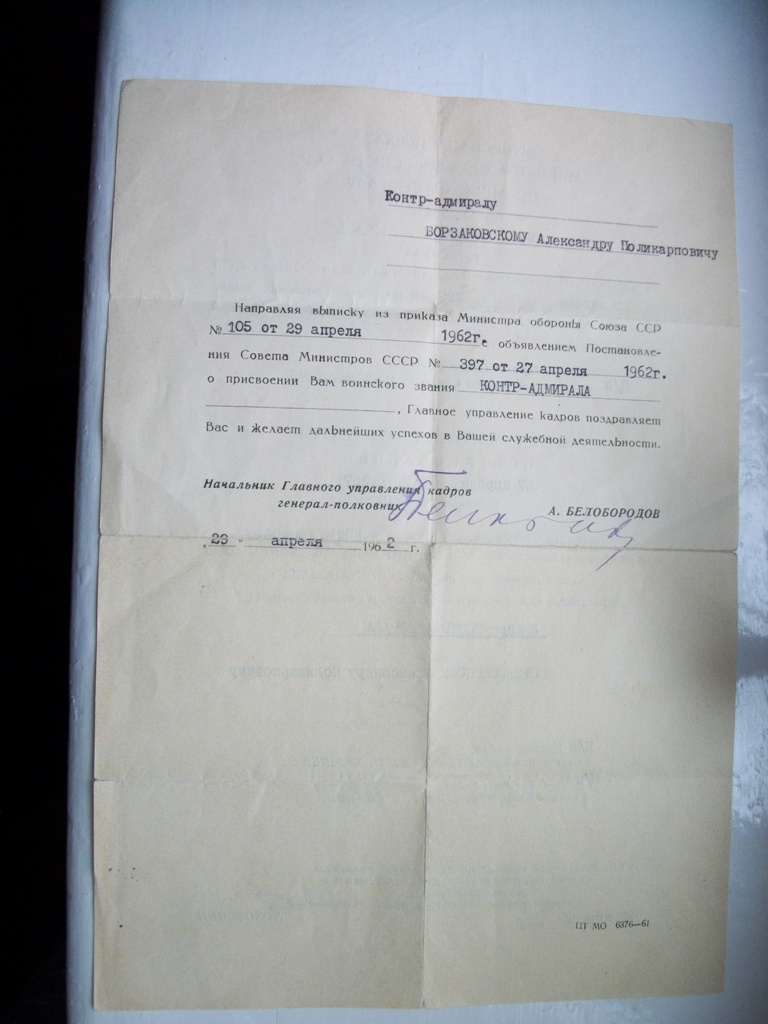 Контр-адмиралу
БОРЗАКОВСКОМУ Александру Поликарповичу
Направляя выписку из приказа Министра обороны Союза ССР
№ 105 от 29 апреля 1962г. с объявлением Постановле-
ния Совета Министров СССР № 397 от 27 апреля 1962г.
о присвоении Вам воинского звания КОНТР-АДМИРАЛА
, Главное управление кадров поздравляет
Вас и желает дальнейших успехов в Вашей служебной деятельности.
Начальник Главного управления кадров
генерал-полковник А. БЕЛОБОРОДОВ
29 апреля 1962 г.
ЦТ МО 6376—61